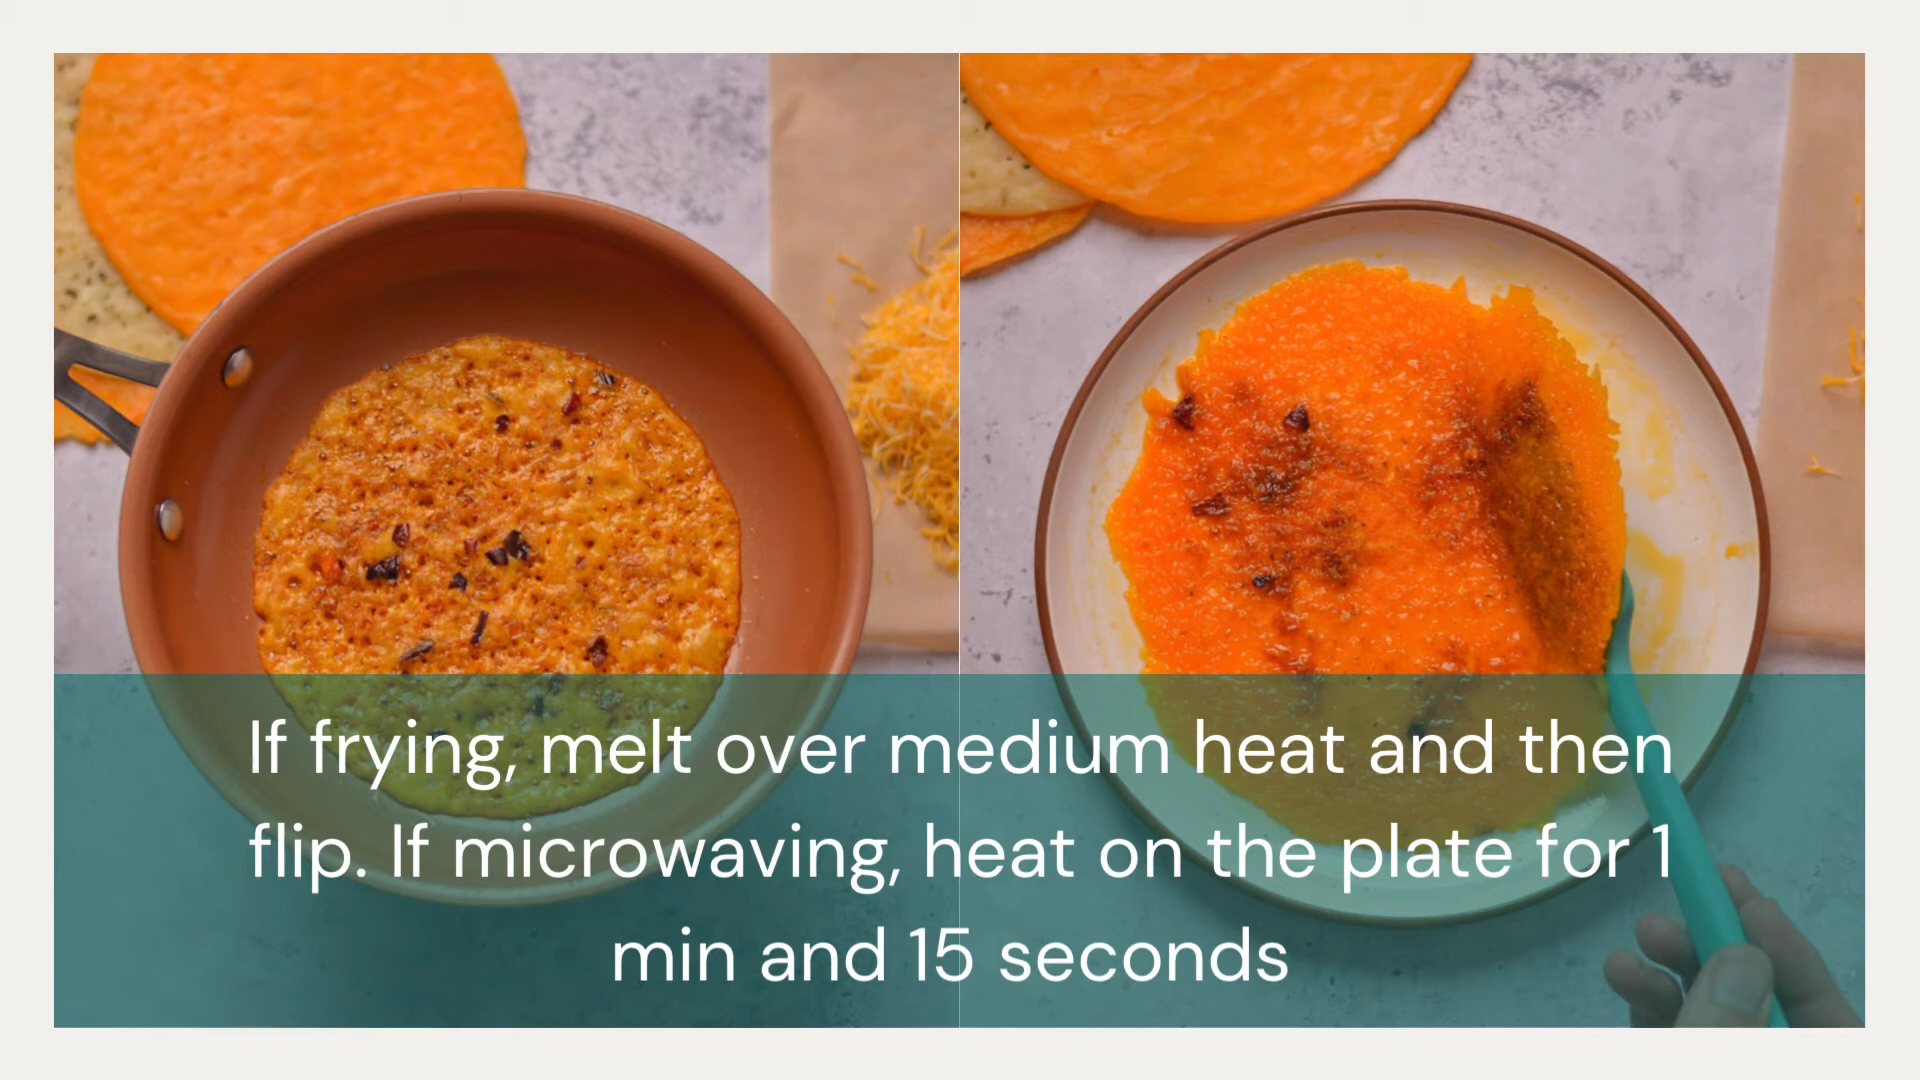 If frying, melt over medium heat and then
flip. If microwaving, heat on the plate for 1
min and 15 seconds